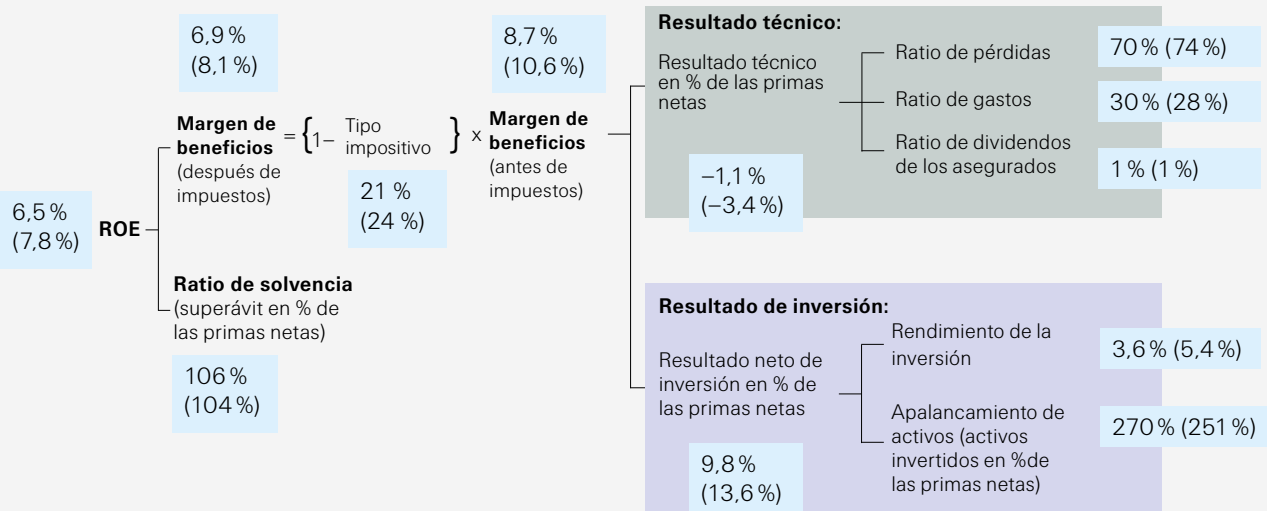 6,5 %
(7,8 %)
ROE
6,9 %
(8,1 %)
Margen de
beneficios
(después de
impuestos)
= {1– Tipo
impositivo } x
21 %
(24 %)
8,7 %
(10,6 %)
Margen de
beneficios
(antes de
impuestos)
Ratio de solvencia
(superávit en % de
las primas netas)
106 %
(104 %)
Resultado técnico:
Resultado técnico
en % de las primas
netas
–1,1 %
(–3,4 %)
Ratio de pérdidas
70 % (74 %)
Ratio de gastos
30 % (28 %)
Ratio de dividendos
de los asegurados
1 % (1 %)
Resultado de inversión:
Resultado neto de
inversión en % de
las primas netas
9,8 %
(13,6 %)
Rendimiento de la
inversión
3,6 % (5,4 %)
Apalancamiento de
activos (activos
invertidos en %de
las primas netas)
270 % (251 %)